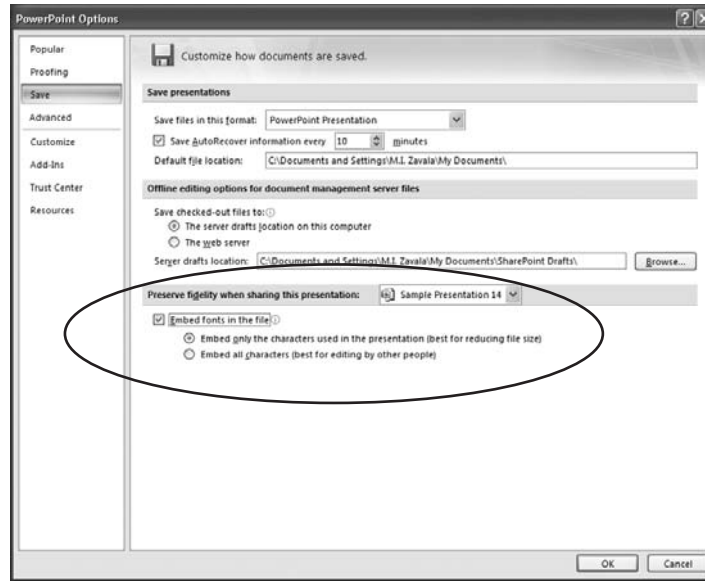 PowerPoint Options
Popular
Proofing
Save
Advanced
Customize
Add-Ins
Trust Center
Resources
Customize how documents are saved.
Save presentations
Save files in this format: PowerPoint Presentation
Save AutoRecover information every 10 minutes
Default file location: C:\Documents and Settings\M.I. Zavala\My Documents\
Offline editing options for document management server files
Save checked-out files to:
The server drafts location on this computer
The web server
Server drafts location: C:\Documents and Settings\M.I. Zavala\My Documents\SharePoint Drafts\ Browse...
Preserve fidelity when sharing this presentation: Sample Presentation 14
Embed fonts in the file
Embed only the characters used in the presentation (best for reducing file size)
Embed all characters (best for editing by other people)
OK Cancel